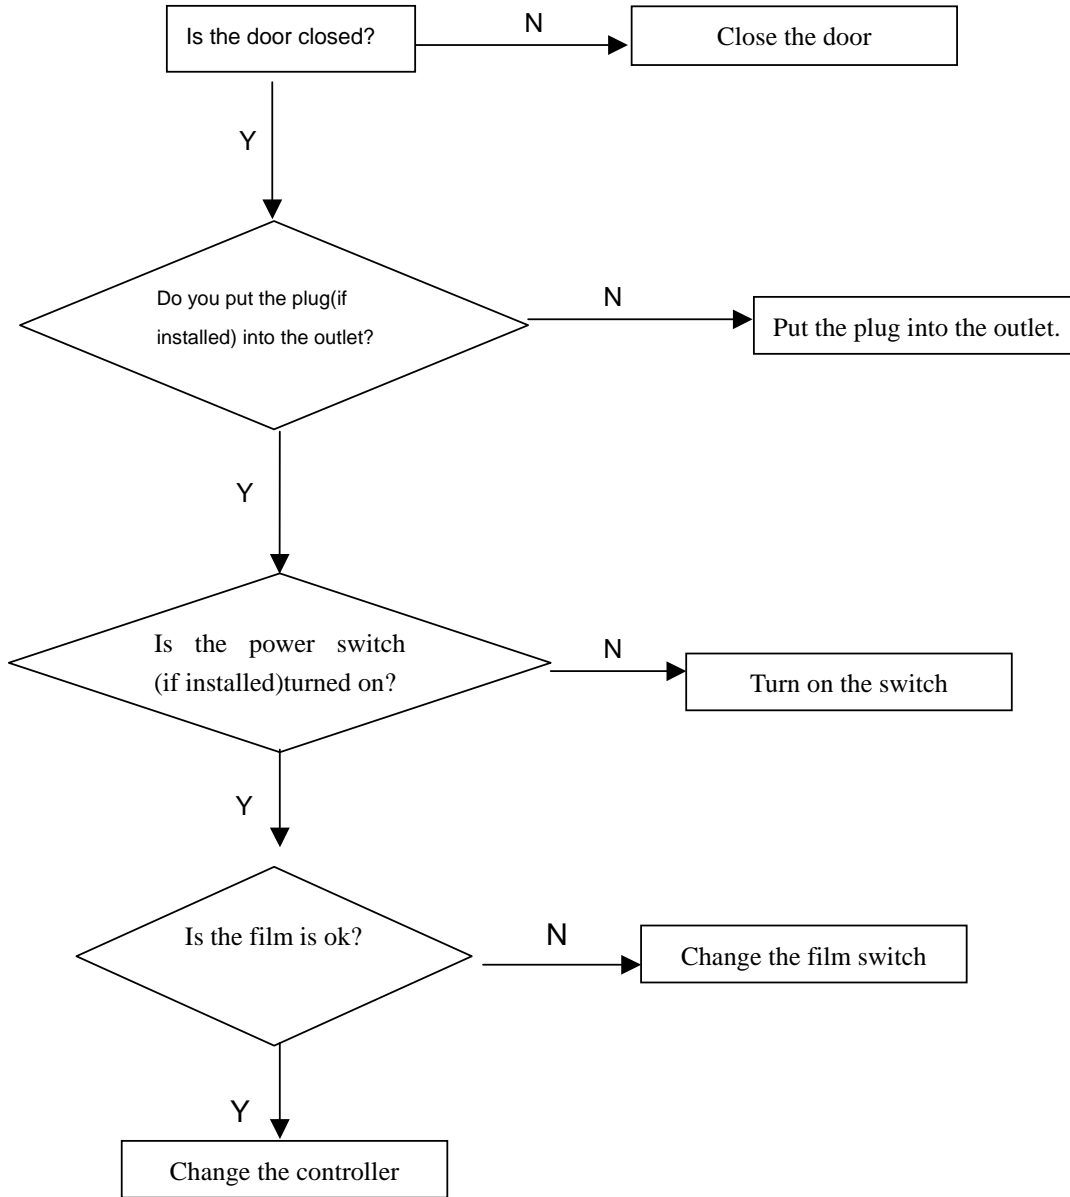 Is the door closed?
N
Close the door
Y
Do you put the plug(if
installed) into the outlet?
N
Put the plug into the outlet.
Y
Is the power switch
(if installed)turned on?
N
Turn on the switch
Y
Is the film is ok?
N
Change the film switch
Y
Change the controller